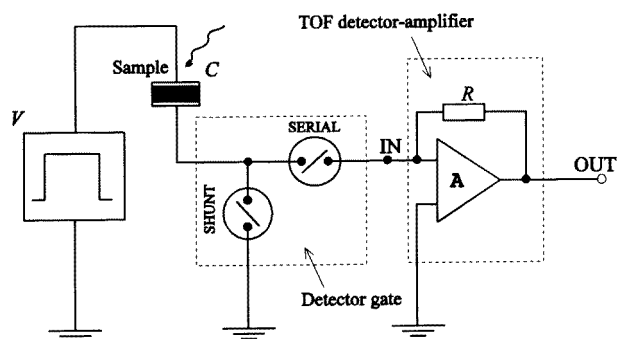 TOF detector-amplifier
Sample
C
V
SERIAL
IN
R
A
OUT
SHUNT
Detector gate